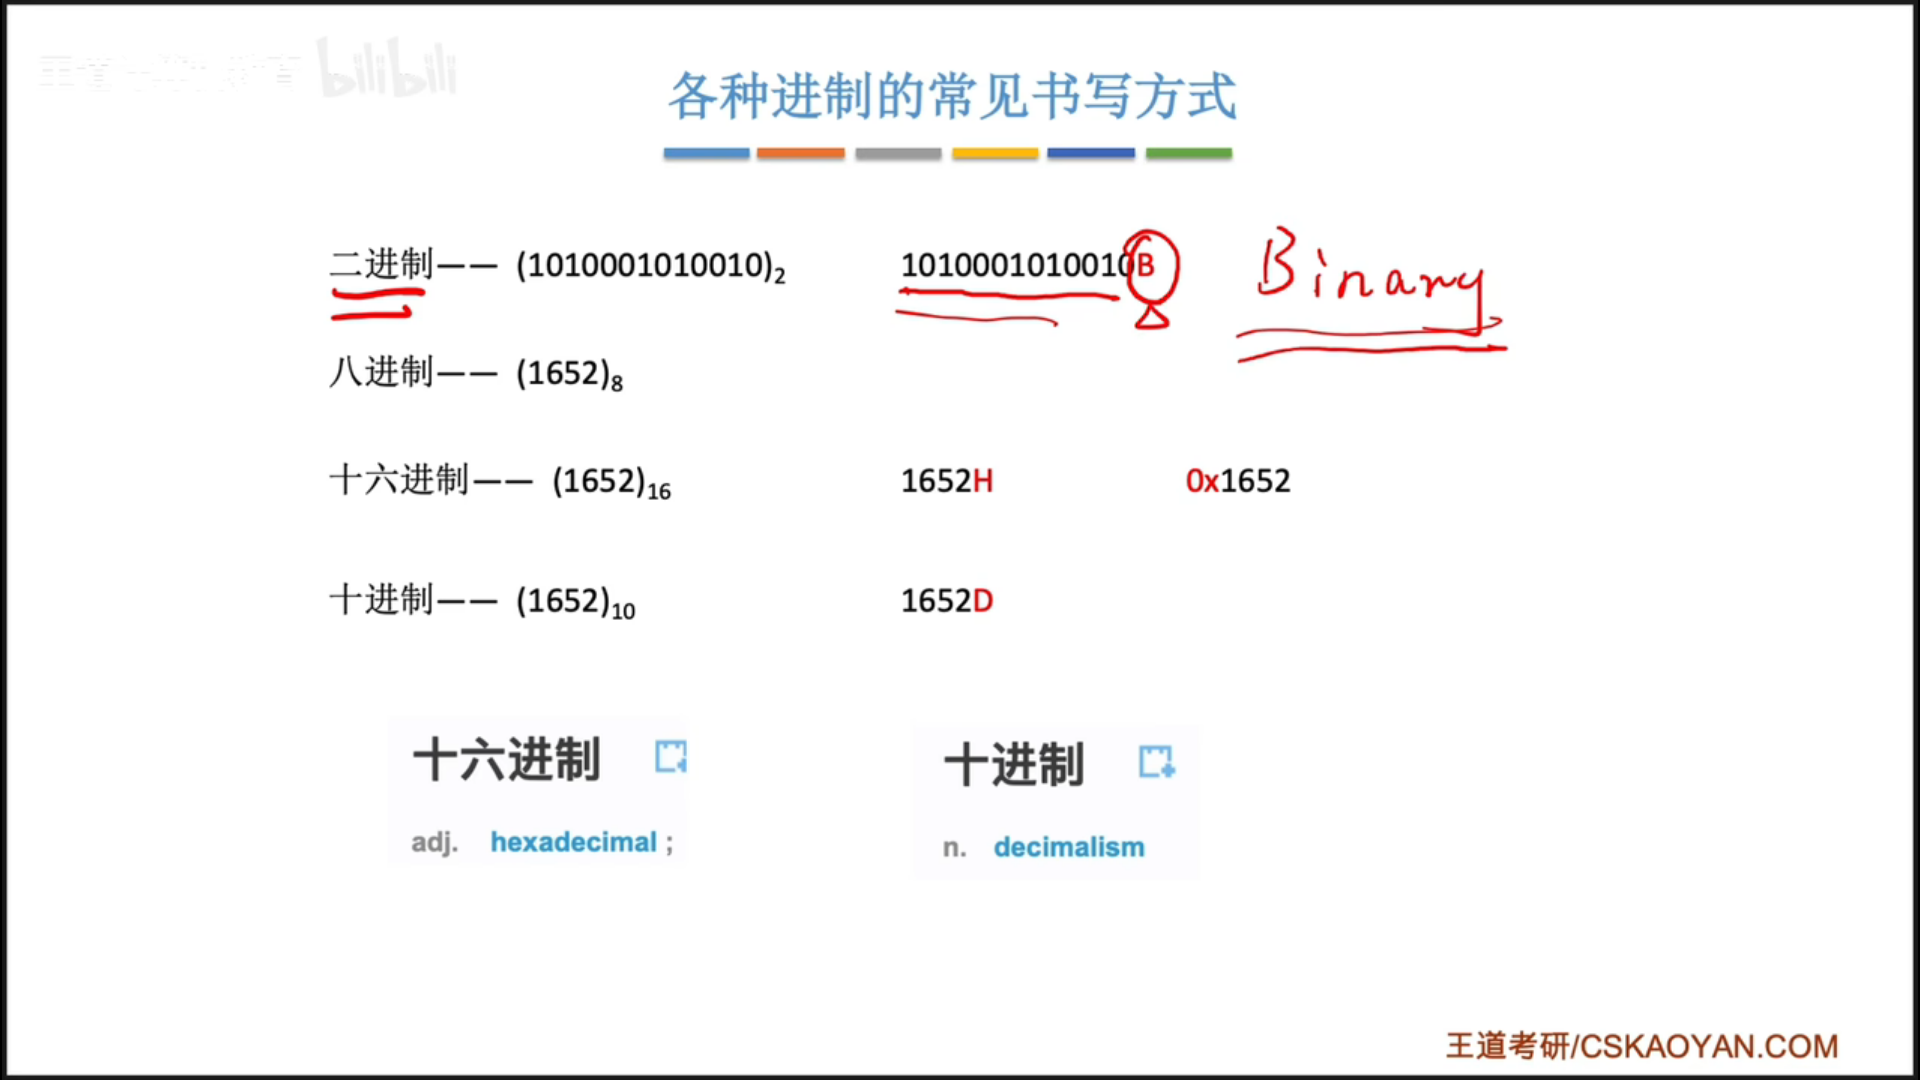 bilibili
各种进制的常见书写方式
二进制—— (1010001010010)₂ 1010001010010B Binary
八进制—— (1652)₈
十六进制—— (1652)₁₆ 1652H 0x1652
十进制—— (1652)₁₀ 1652D
十六进制
adj. hexadecimal ;
十进制
n. decimalism
王道考研/CSKAOYAN.COM